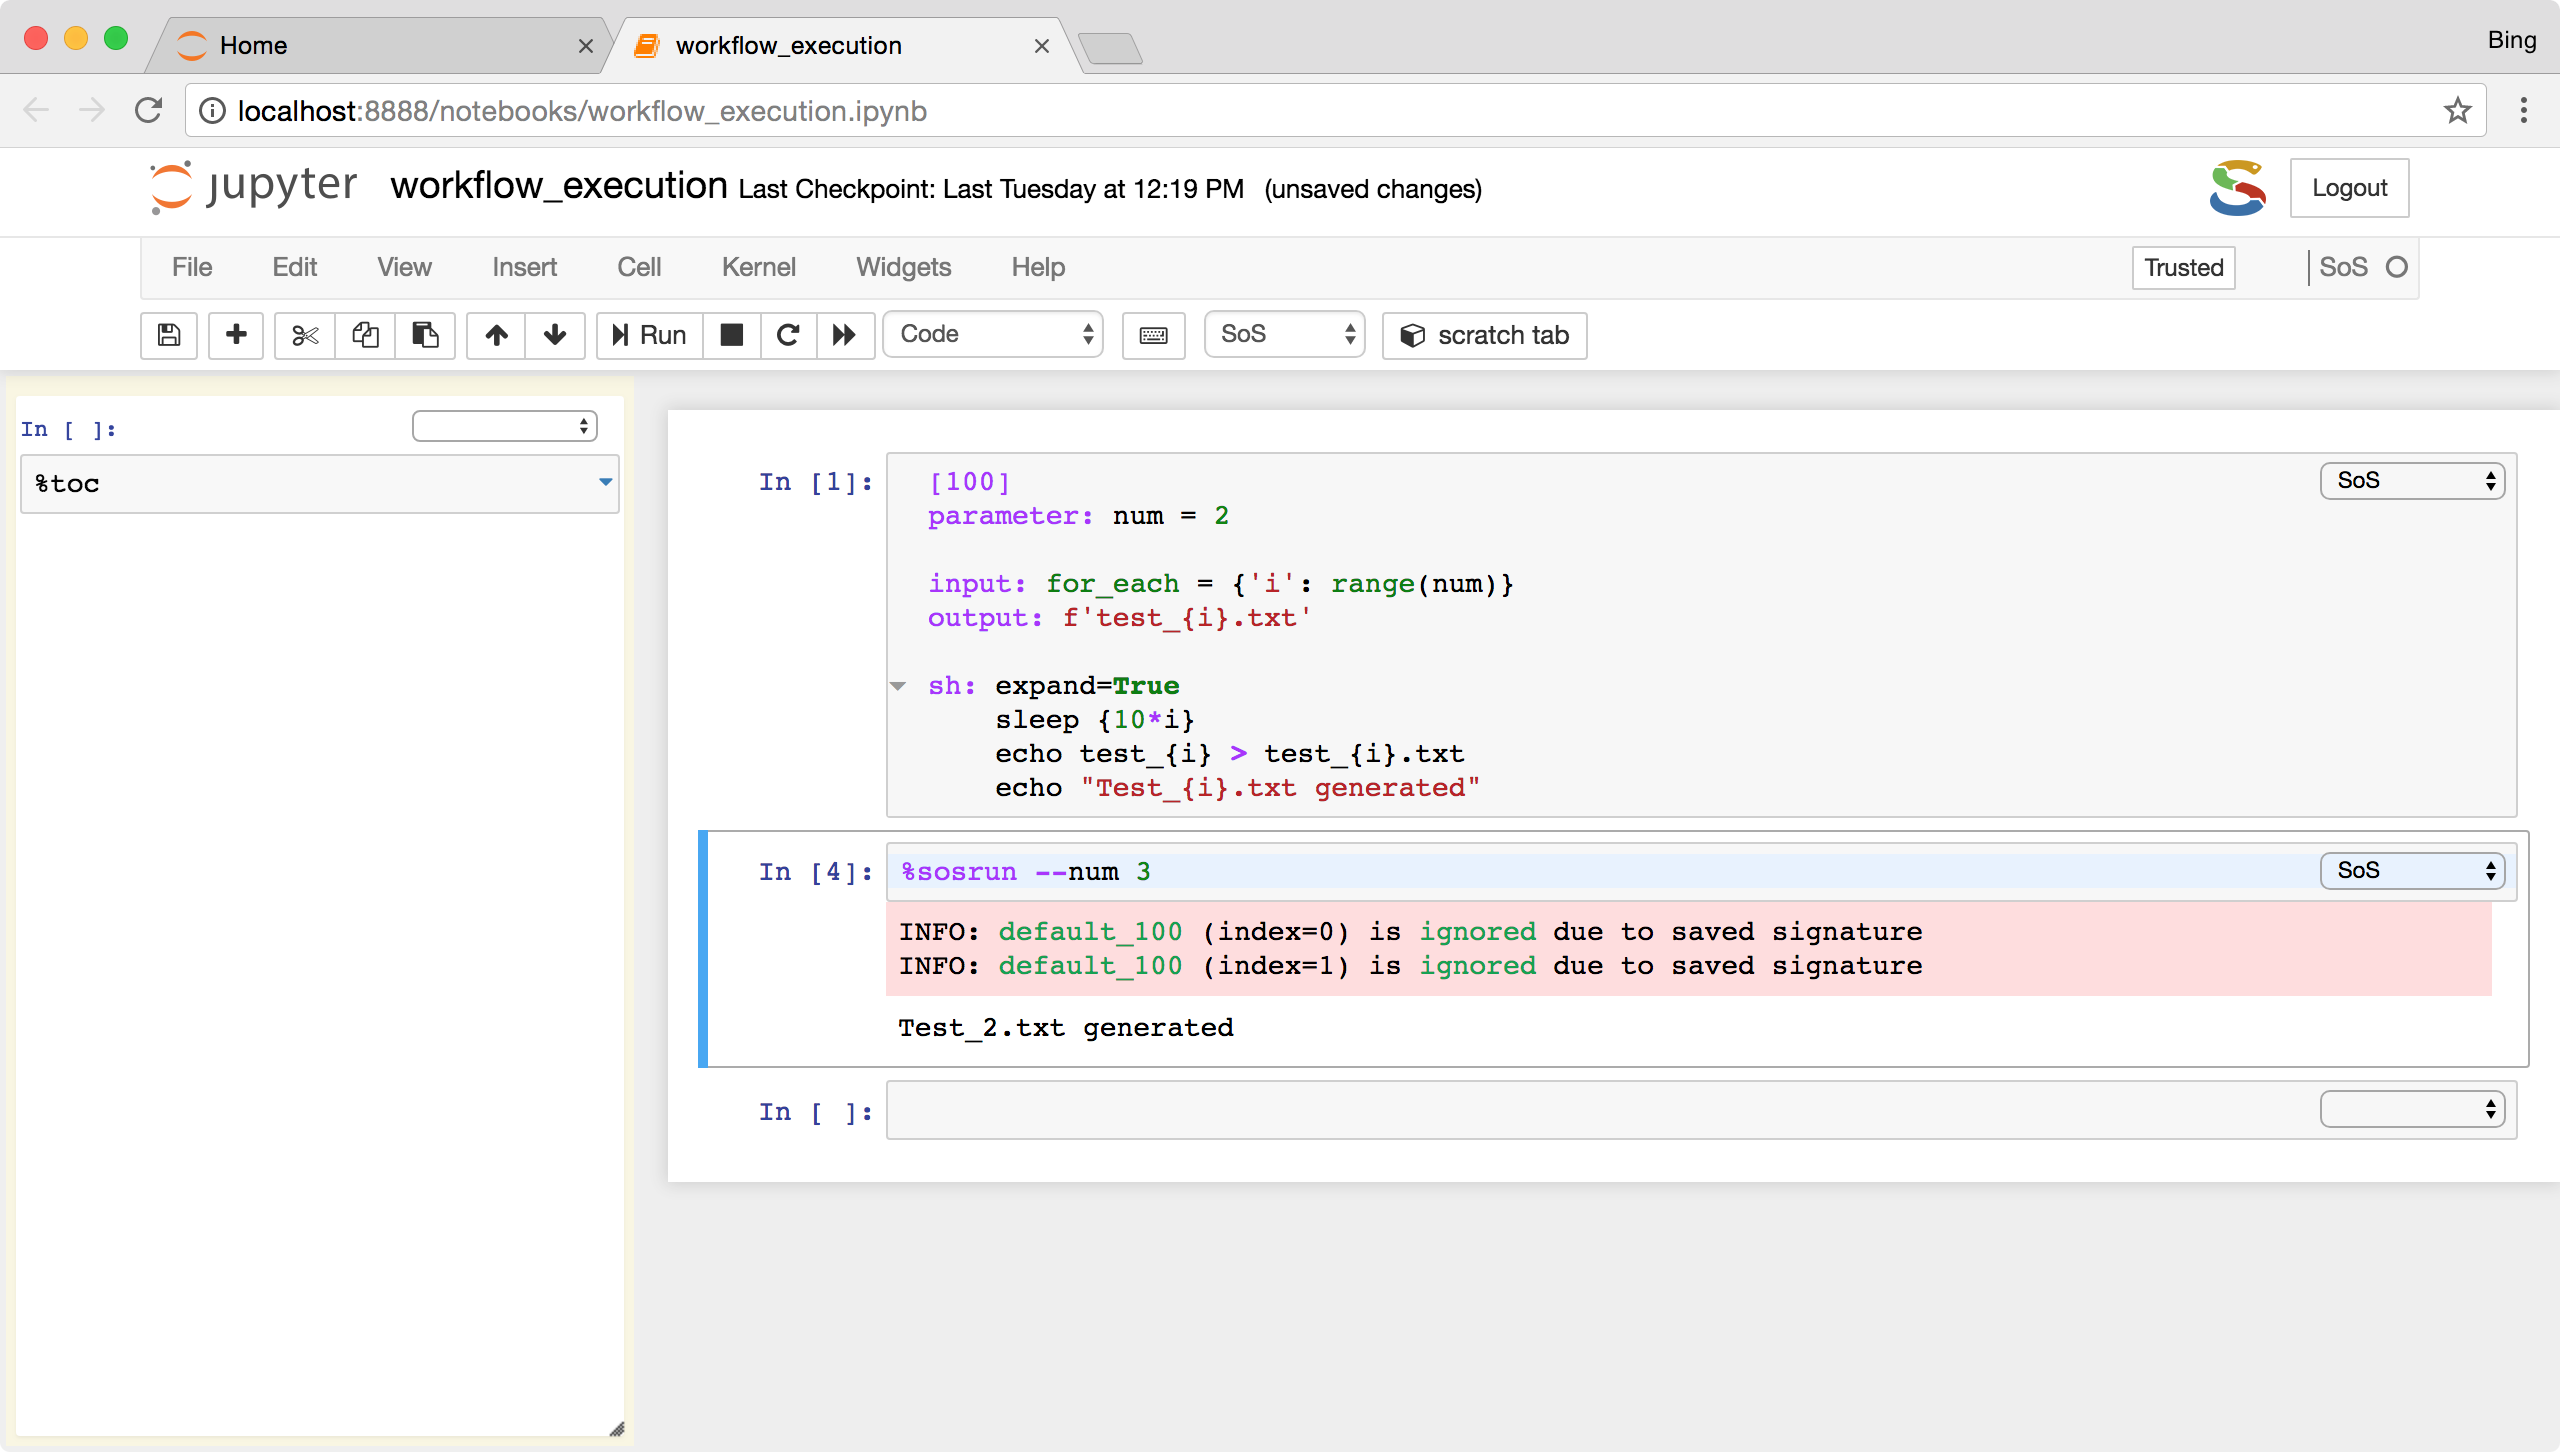 Home
workflow_execution
Bing
localhost:8888/notebooks/workflow_execution.ipynb
jupyter
workflow_execution Last Checkpoint: Last Tuesday at 12:19 PM (unsaved changes)
Logout
File Edit View Insert Cell Kernel Widgets Help
Trusted
SoS
Run
Code
SoS
scratch tab
In [ ]:
%toc
In [1]:
[100]
SoS
parameter: num = 2
input: for_each = {'i': range(num)}
output: f'test_{i}.txt'
sh: expand=True
sleep {10*i}
echo test_{i} > test_{i}.txt
echo "Test_{i}.txt generated"
In [4]:
%sosrun --num 3
SoS
INFO: default_100 (index=0) is ignored due to saved signature
INFO: default_100 (index=1) is ignored due to saved signature
Test_2.txt generated
In [ ]: